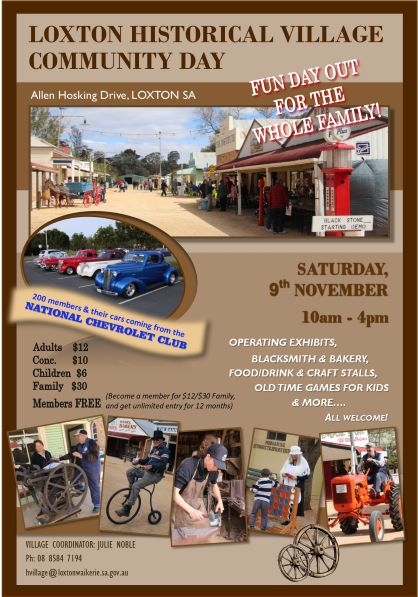 LOXTON HISTORICAL VILLAGE
COMMUNITY DAY
Allen Hosking Drive, LOXTON SA
FUN DAY OUT
FOR THE
WHOLE FAMILY!
Plus
BLACK STONE
STARTING DEMO
200 members & their cars coming from the
NATIONAL CHEVROLET CLUB
SATURDAY,
9th NOVEMBER
10am - 4pm
Adults $12
Conc. $10
Children $6
Family $30
Members FREE (Become a member for $12/$30 Family,
and get unlimited entry for 12 months)
OPERATING EXHIBITS,
BLACKSMITH & BAKERY,
FOOD/DRINK & CRAFT STALLS,
OLD TIME GAMES FOR KIDS
& MORE....
ALL WELCOME!
VILLAGE COORDINATOR: JULIE NOBLE
Ph: 08 8584 7194
hvillage@loxtonwaikerie.sa.gov.au